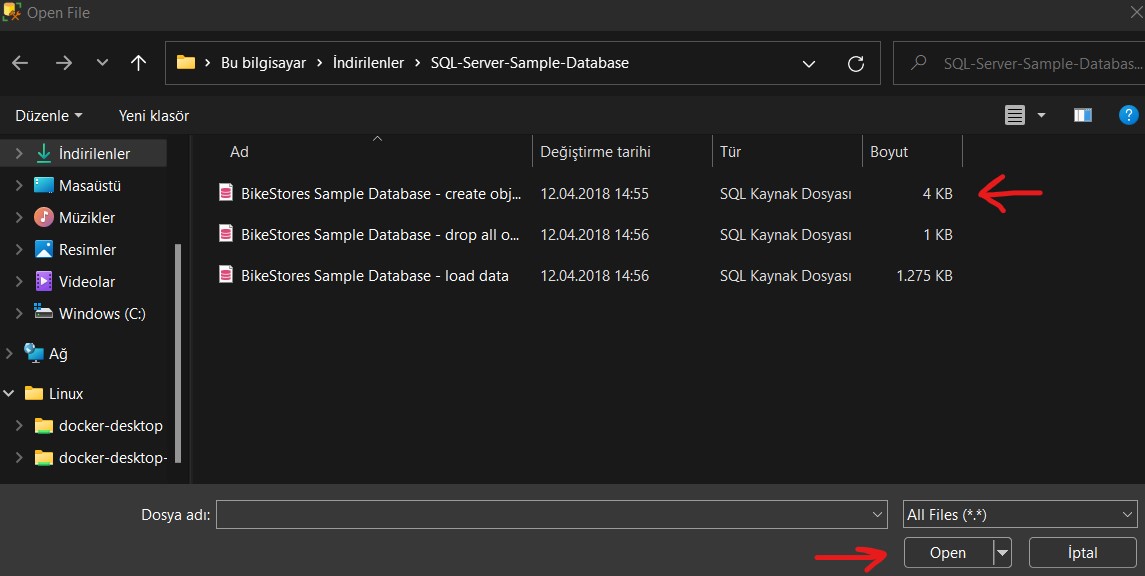 Open File
Bu bilgisayar > İndirilenler > SQL-Server-Sample-Database
SQL-Server-Sample-Databas...
Düzenle
Yeni klasör
Ad
Değiştirme tarihi
Tür
Boyut
BikeStores Sample Database - create obj... 12.04.2018 14:55 SQL Kaynak Dosyası 4 KB
BikeStores Sample Database - drop all o... 12.04.2018 14:56 SQL Kaynak Dosyası 1 KB
BikeStores Sample Database - load data 12.04.2018 14:56 SQL Kaynak Dosyası 1.275 KB
İndirilenler
Masaüstü
Müzikler
Resimler
Videolar
Windows (C:)
Ağ
Linux
docker-desktop
docker-desktop-
Dosya adı:
All Files (*.*)
Open
İptal